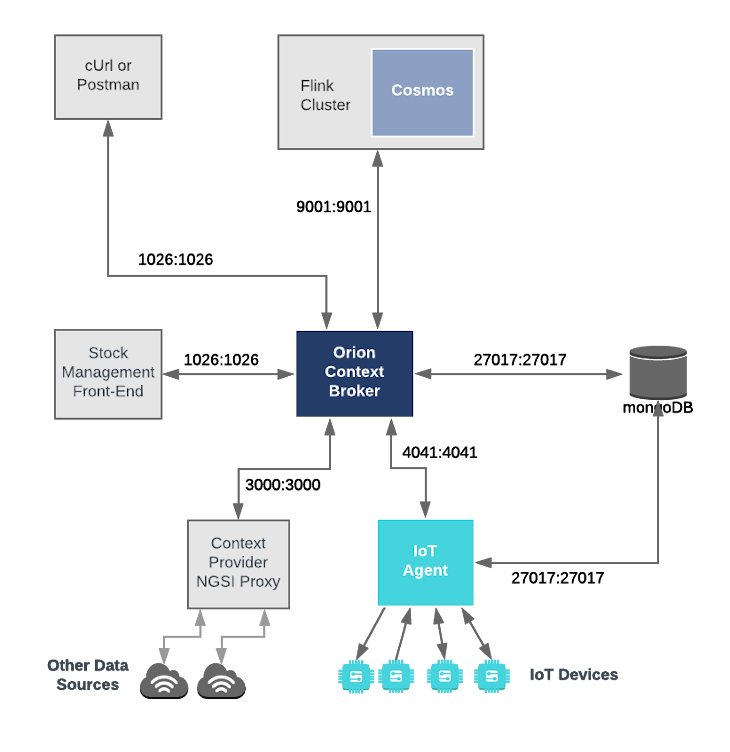 cUrl or
Postman
Flink
Cluster
Cosmos
9001:9001
1026:1026
Stock
Management
Front-End
1026:1026
Orion
Context
Broker
27017:27017
mongoDB
3000:3000
4041:4041
Context
Provider
NGSI Proxy
IoT
Agent
27017:27017
Other Data
Sources
IoT Devices